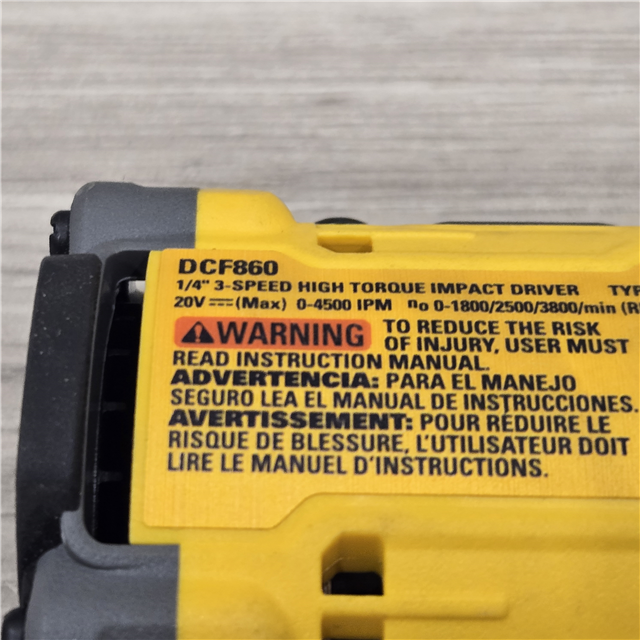 DCF860
1/4" 3-SPEED HIGH TORQUE IMPACT DRIVER TYP
20V ⎓ (Max) 0-4500 IPM no 0-1800/2500/3800/min (R
⚠WARNING TO REDUCE THE RISK
OF INJURY, USER MUST
READ INSTRUCTION MANUAL.
ADVERTENCIA: PARA EL MANEJO
SEGURO LEA EL MANUAL DE INSTRUCCIONES.
AVERTISSEMENT: POUR RÉDUIRE LE
RISQUE DE BLESSURE, L'UTILISATEUR DOIT
LIRE LE MANUEL D'INSTRUCTIONS.